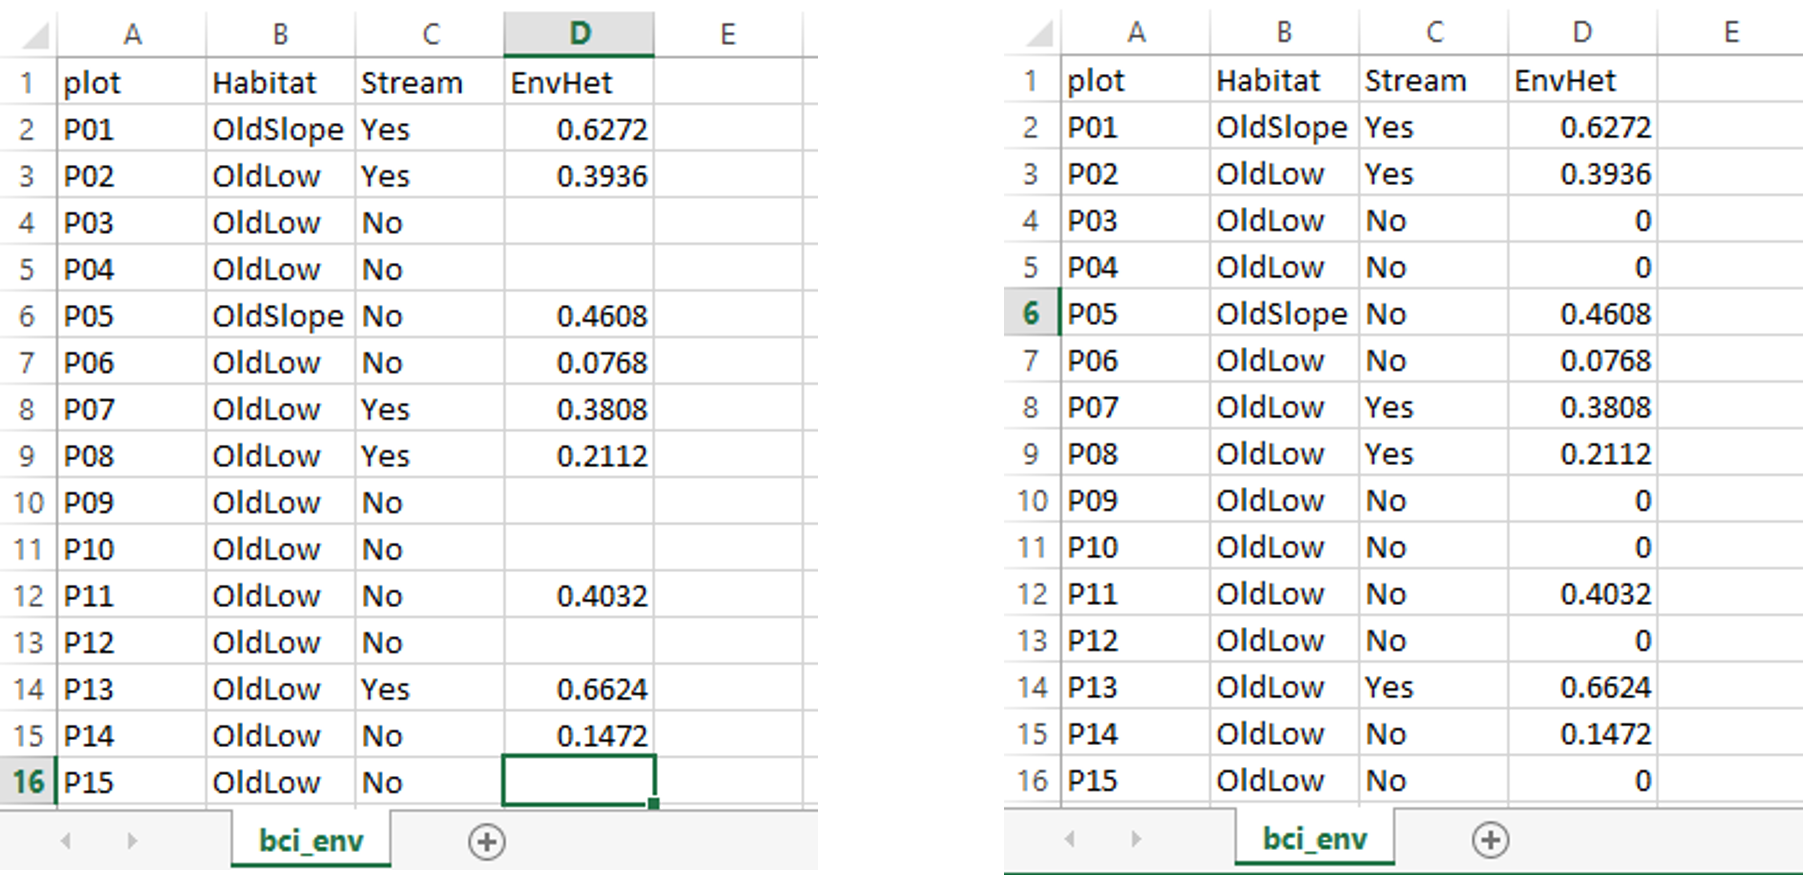 A B C D E
1 plot Habitat Stream EnvHet
2 P01 OldSlope Yes 0.6272
3 P02 OldLow Yes 0.3936
4 P03 OldLow No
5 P04 OldLow No
6 P05 OldSlope No 0.4608
7 P06 OldLow No 0.0768
8 P07 OldLow Yes 0.3808
9 P08 OldLow Yes 0.2112
10 P09 OldLow No
11 P10 OldLow No
12 P11 OldLow No 0.4032
13 P12 OldLow No
14 P13 OldLow Yes 0.6624
15 P14 OldLow No 0.1472
16 P15 OldLow No
bci_env
A B C D E
1 plot Habitat Stream EnvHet
2 P01 OldSlope Yes 0.6272
3 P02 OldLow Yes 0.3936
4 P03 OldLow No 0
5 P04 OldLow No 0
6 P05 OldSlope No 0.4608
7 P06 OldLow No 0.0768
8 P07 OldLow Yes 0.3808
9 P08 OldLow Yes 0.2112
10 P09 OldLow No 0
11 P10 OldLow No 0
12 P11 OldLow No 0.4032
13 P12 OldLow No 0
14 P13 OldLow Yes 0.6624
15 P14 OldLow No 0.1472
16 P15 OldLow No 0
bci_env